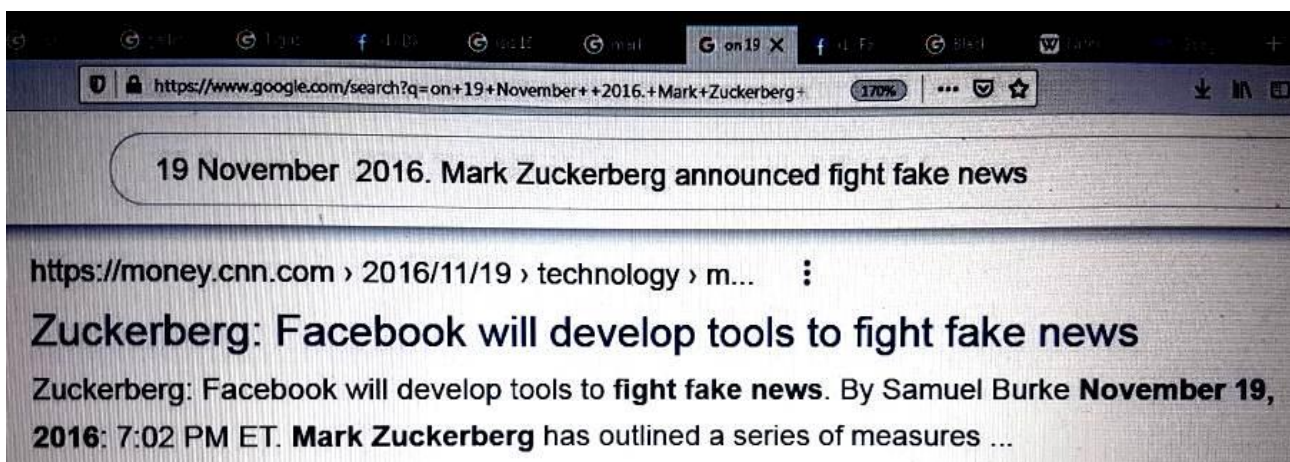 on 19
https://www.google.com/search?q=on+19+November++2016.+Mark+Zuckerberg+
170%
19 November 2016. Mark Zuckerberg announced fight fake news
https://money.cnn.com › 2016/11/19 › technology › m...
Zuckerberg: Facebook will develop tools to fight fake news
Zuckerberg: Facebook will develop tools to fight fake news. By Samuel Burke November 19,
2016: 7:02 PM ET. Mark Zuckerberg has outlined a series of measures ...